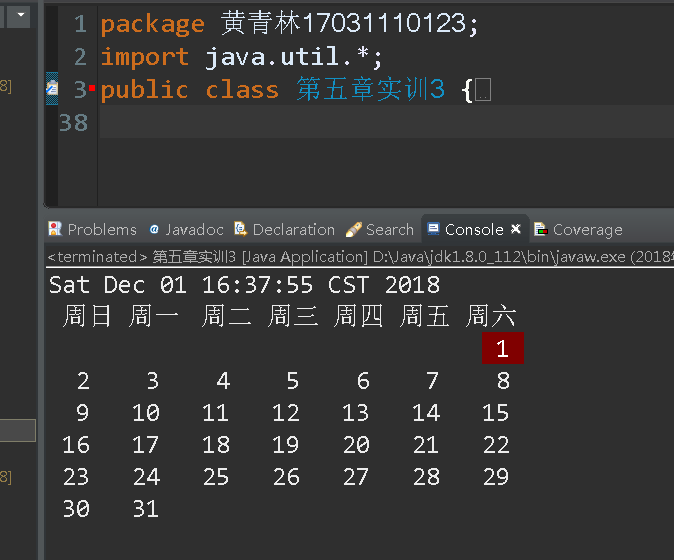 8]
1 package 黄青林17031110123;
2 import java.util.*;
3 public class 第五章实训3 {
38
Problems @ Javadoc Declaration Search Console Coverage
<terminated> 第五章实训3 [Java Application] D:\Java\jdk1.8.0_112\bin\javaw.exe (2018
Sat Dec 01 16:37:55 CST 2018
周日 周一 周二 周三 周四 周五 周六
1
2 3 4 5 6 7 8
9 10 11 12 13 14 15
16 17 18 19 20 21 22
23 24 25 26 27 28 29
8]
30 31